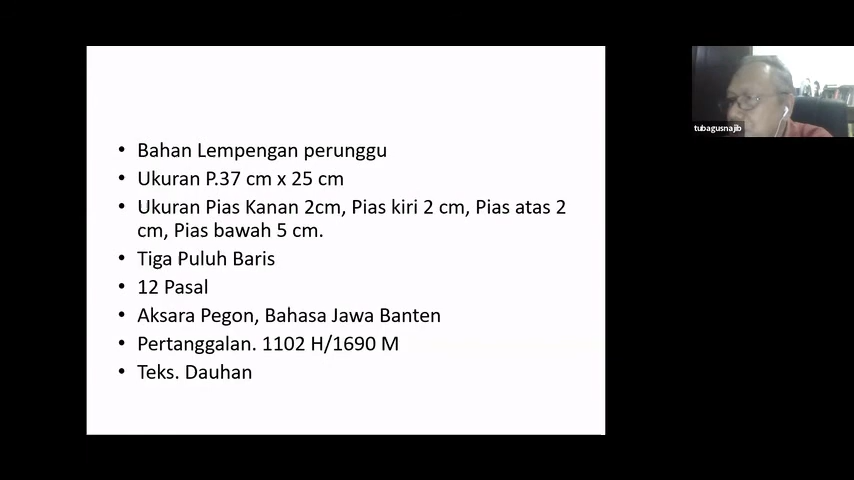 • Bahan Lempengan perunggu
• Ukuran P.37 cm x 25 cm
• Ukuran Pias Kanan 2cm, Pias kiri 2 cm, Pias atas 2
cm, Pias bawah 5 cm.
• Tiga Puluh Baris
• 12 Pasal
• Aksara Pegon, Bahasa Jawa Banten
• Pertanggalan. 1102 H/1690 M
• Teks. Dauhan
tubagusnajib